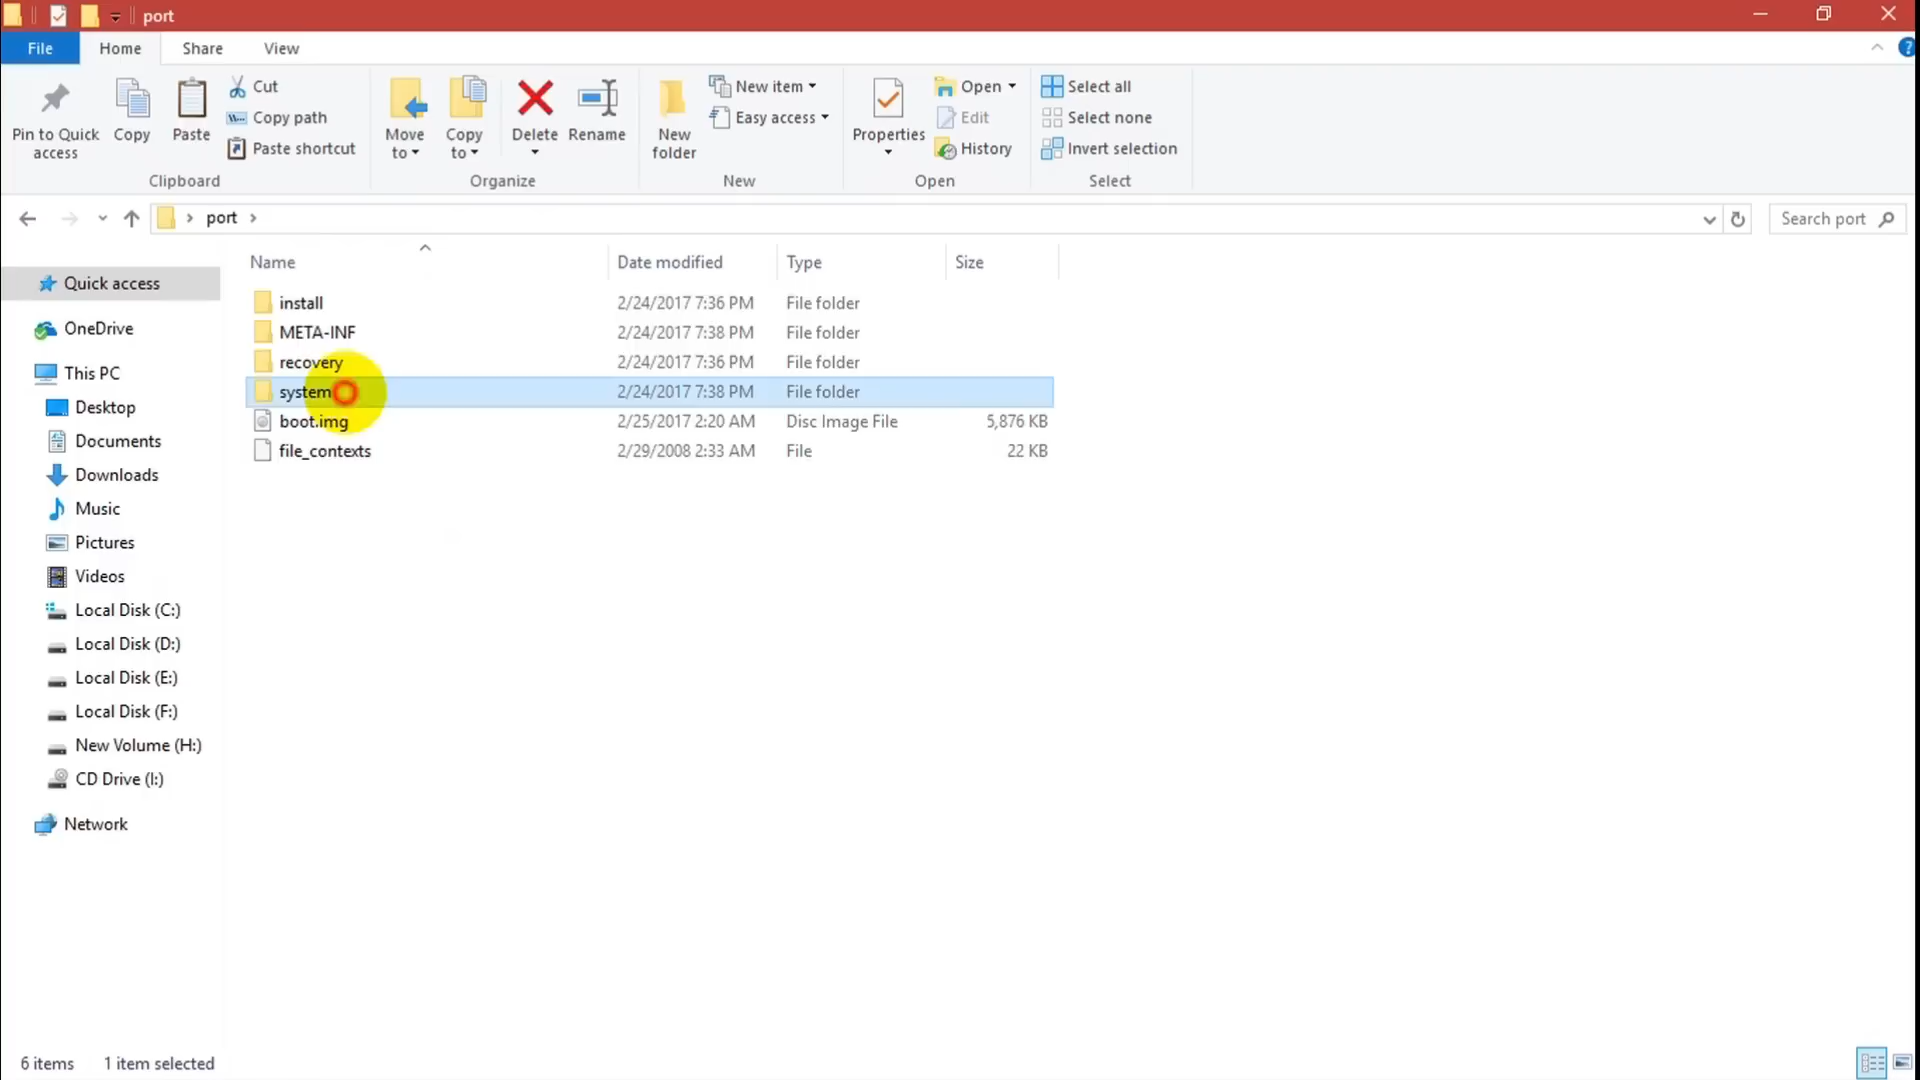 port
File Home Share View
Pin to Quick access
Copy
Paste
Cut
Copy path
Paste shortcut
Clipboard
Move to
Copy to
Delete
Rename
Organize
New folder
New item
Easy access
New
Properties
Open
Edit
History
Open
Select all
Select none
Invert selection
Select
port
Search port
Name Date modified Type Size
install 2/24/2017 7:36 PM File folder
META-INF 2/24/2017 7:38 PM File folder
recovery 2/24/2017 7:36 PM File folder
system 2/24/2017 7:38 PM File folder
boot.img 2/25/2017 2:20 AM Disc Image File 5,876 KB
file_contexts 2/29/2008 2:33 AM File 22 KB
Quick access
OneDrive
This PC
Desktop
Documents
Downloads
Music
Pictures
Videos
Local Disk (C:)
Local Disk (D:)
Local Disk (E:)
Local Disk (F:)
New Volume (H:)
CD Drive (I:)
Network
6 items 1 item selected